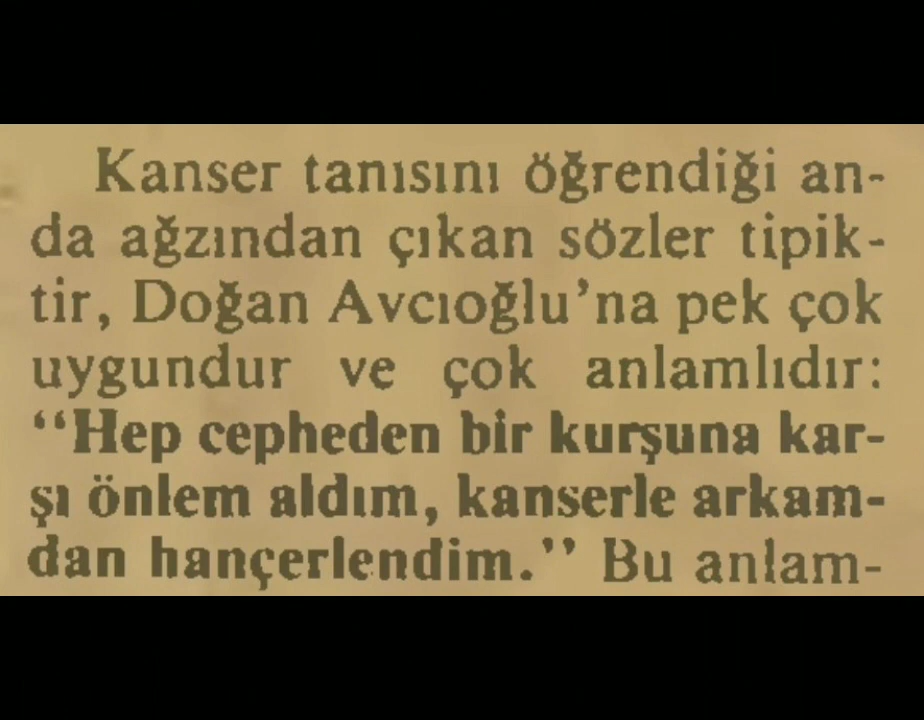 Kanser tanısını öğrendiği an-
da ağzından çıkan sözler tipik-
tir, Doğan Avcıoğlu'na pek çok
uygundur ve çok anlamlıdır:
“Hep cepheden bir kurşuna kar-
şı önlem aldım, kanserle arkam-
dan hançerlendim.” Bu anlam-